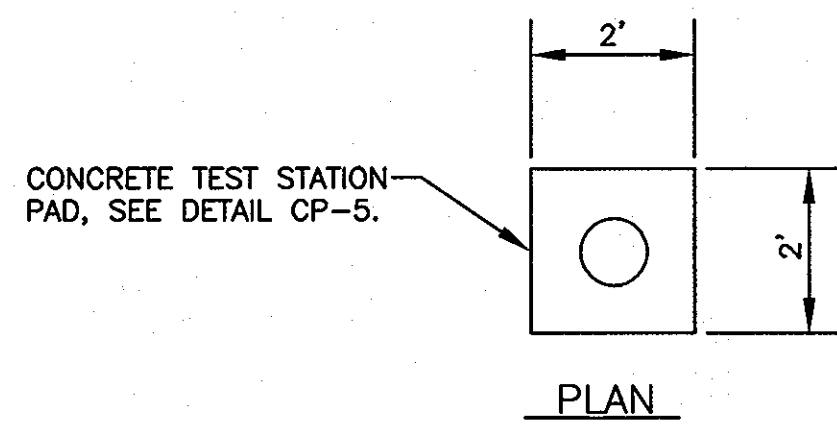 2'
CONCRETE TEST STATION
PAD, SEE DETAIL CP-5.
2'
PLAN